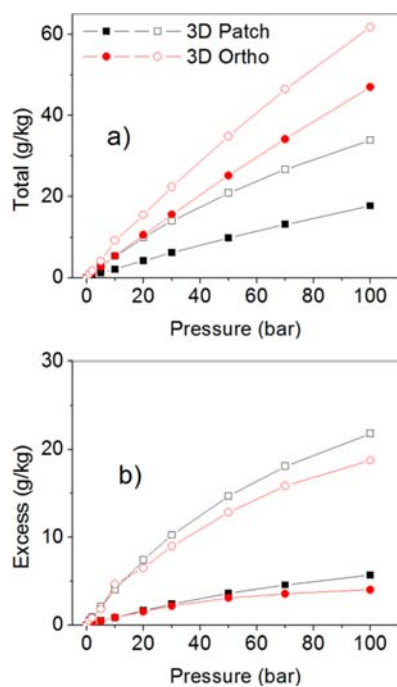 60
40
20
0
Total (g/kg)
3D Patch
3D Ortho
a)
0 20 40 60 80 100
Pressure (bar)
30
20
10
0
Excess (g/kg)
b)
0 20 40 60 80 100
Pressure (bar)